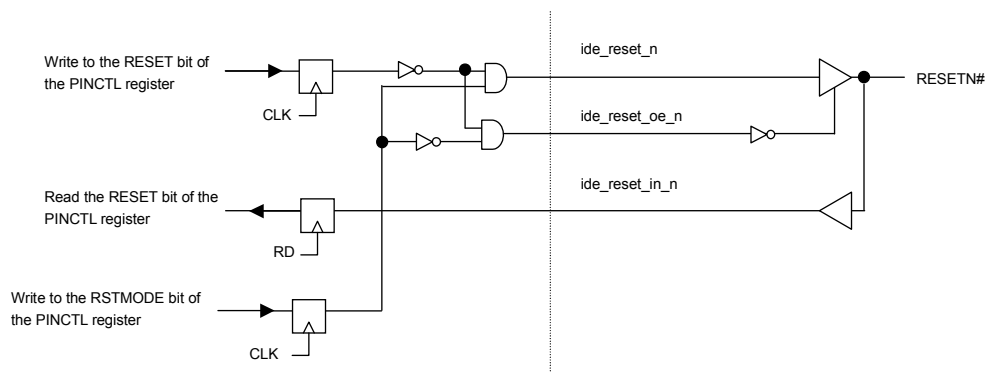 ide_reset_n
Write to the RESET bit of
the PINCTL register
RESETN#
CLK
ide_reset_oe_n
ide_reset_in_n
Read the RESET bit of the
PINCTL register
RD
Write to the RSTMODE bit of
the PINCTL register
CLK